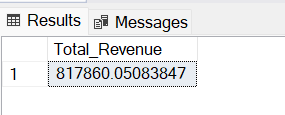 Results Messages
Total_Revenue
1 817860.05083847